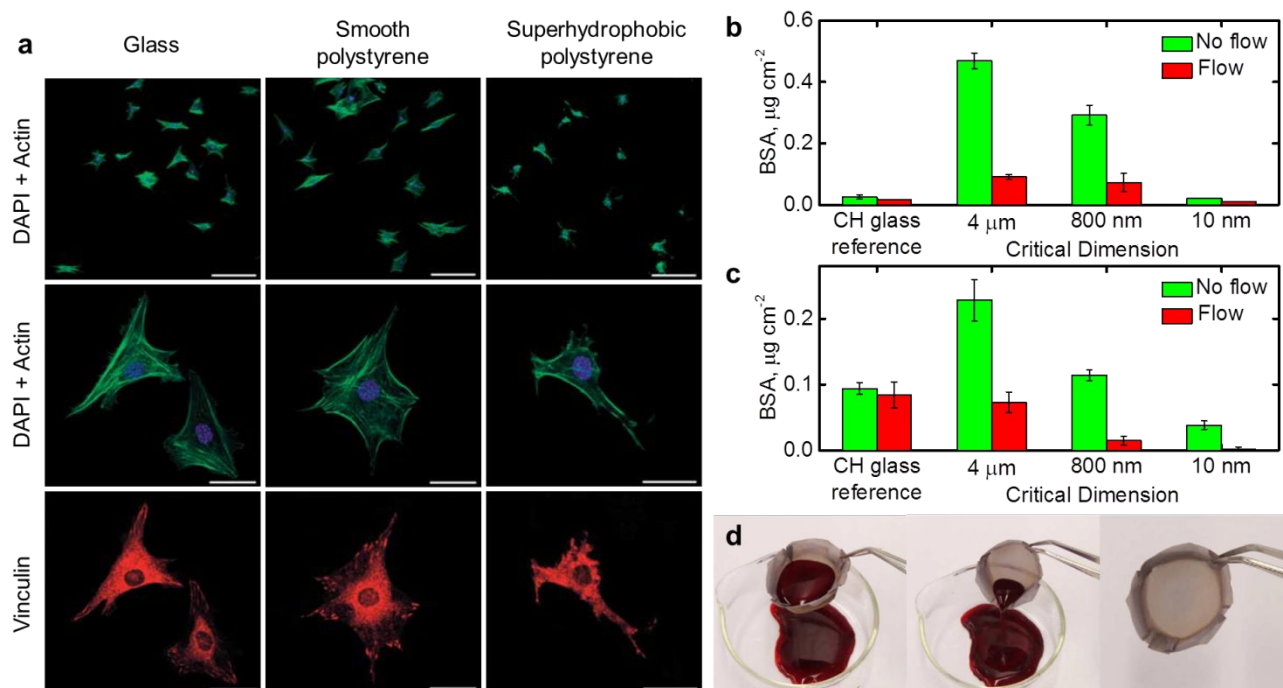 a
Glass
Smooth
polystyrene
Superhydrophobic
polystyrene
DAPI + Actin
DAPI + Actin
Vinculin
b
0.6
0.4
0.2
0.0
BSA, μg cm⁻²
No flow
Flow
CH glass
reference
4 μm
800 nm
10 nm
Critical Dimension
c
0.2
0.1
0.0
BSA, μg cm⁻²
No flow
Flow
CH glass
reference
4 μm
800 nm
10 nm
Critical Dimension
d